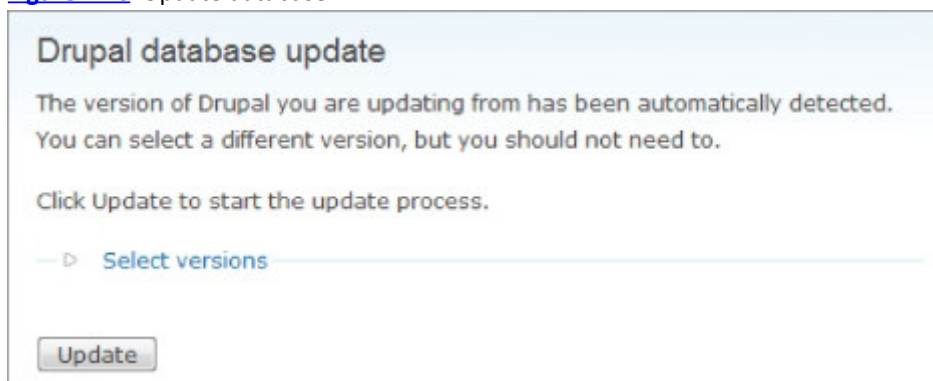 Drupal database update
The version of Drupal you are updating from has been automatically detected.
You can select a different version, but you should not need to.
Click Update to start the update process.
Select versions
Update